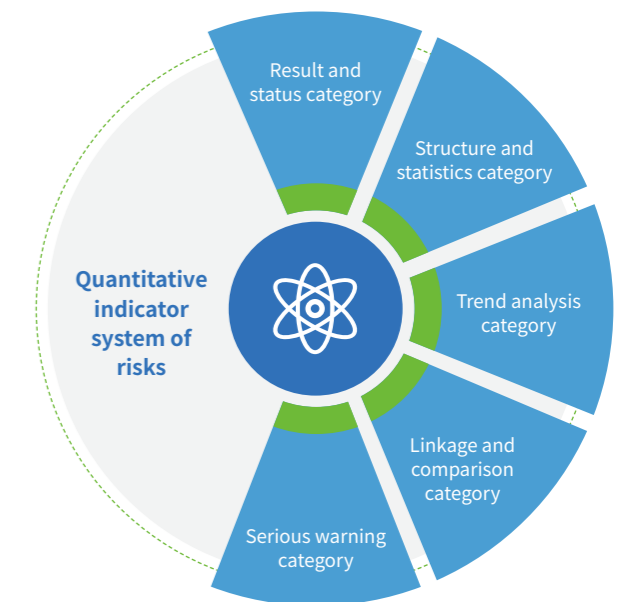 Result and
status category
Structure and
statistics category
Quantitative
indicator
system of
risks
Trend analysis
category
Linkage and
comparison
category
Serious warning
category